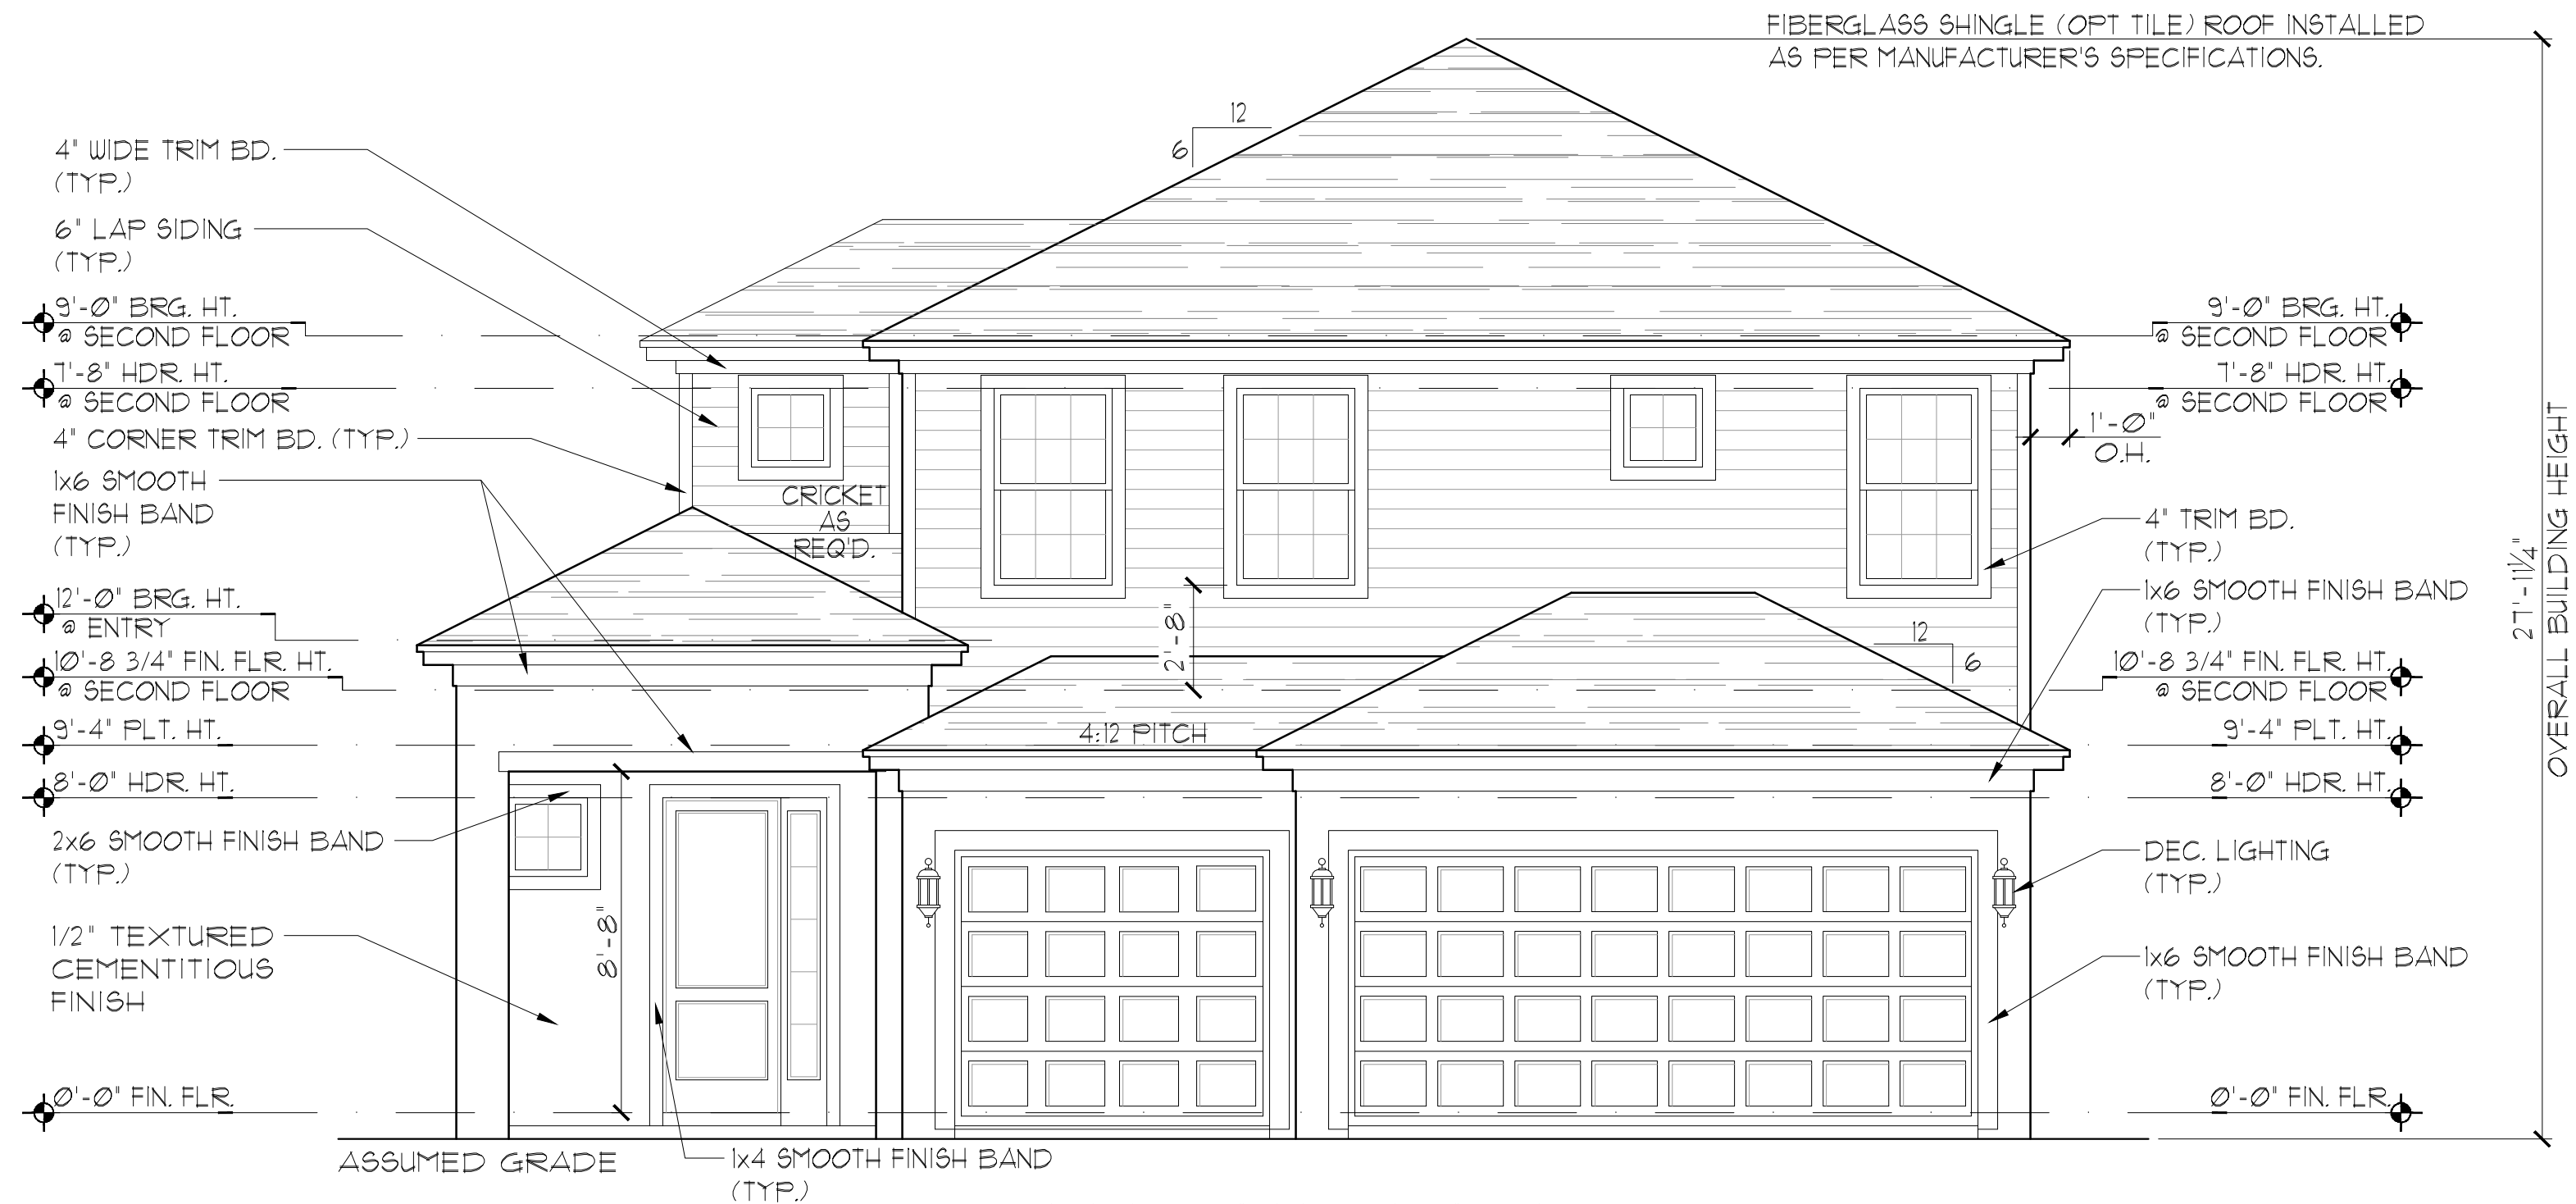 FIBERGLASS SHINGLE (OPT TILE) ROOF INSTALLED
AS PER MANUFACTURER'S SPECIFICATIONS.
12
6
4" WIDE TRIM BD.
(TYP.)
6" LAP SIDING
(TYP.)
9'-0" BRG. HT.
@ SECOND FLOOR
7'-8" HDR. HT.
@ SECOND FLOOR
4" CORNER TRIM BD. (TYP.)
1x6 SMOOTH
FINISH BAND
(TYP.)
12'-0" BRG. HT.
@ ENTRY
10'-8 3/4" FIN. FLR. HT.
@ SECOND FLOOR
9'-4" PLT. HT.
8'-0" HDR. HT.
2x6 SMOOTH FINISH BAND
(TYP.)
1/2" TEXTURED
CEMENTITIOUS
FINISH
0'-0" FIN. FLR.
ASSUMED GRADE
1x4 SMOOTH FINISH BAND
(TYP.)
CRICKET
AS
REQ'D.
2'-8"
4:12 PITCH
8'-8"
12
6
9'-0" BRG. HT.
@ SECOND FLOOR
7'-8" HDR. HT.
@ SECOND FLOOR
1'-0"
O.H.
4" TRIM BD.
(TYP.)
1x6 SMOOTH FINISH BAND
(TYP.)
10'-8 3/4" FIN. FLR. HT.
@ SECOND FLOOR
9'-4" PLT. HT.
8'-0" HDR. HT.
DEC. LIGHTING
(TYP.)
1x6 SMOOTH FINISH BAND
(TYP.)
0'-0" FIN. FLR.
27'-11¼"
OVERALL BUILDING HEIGHT